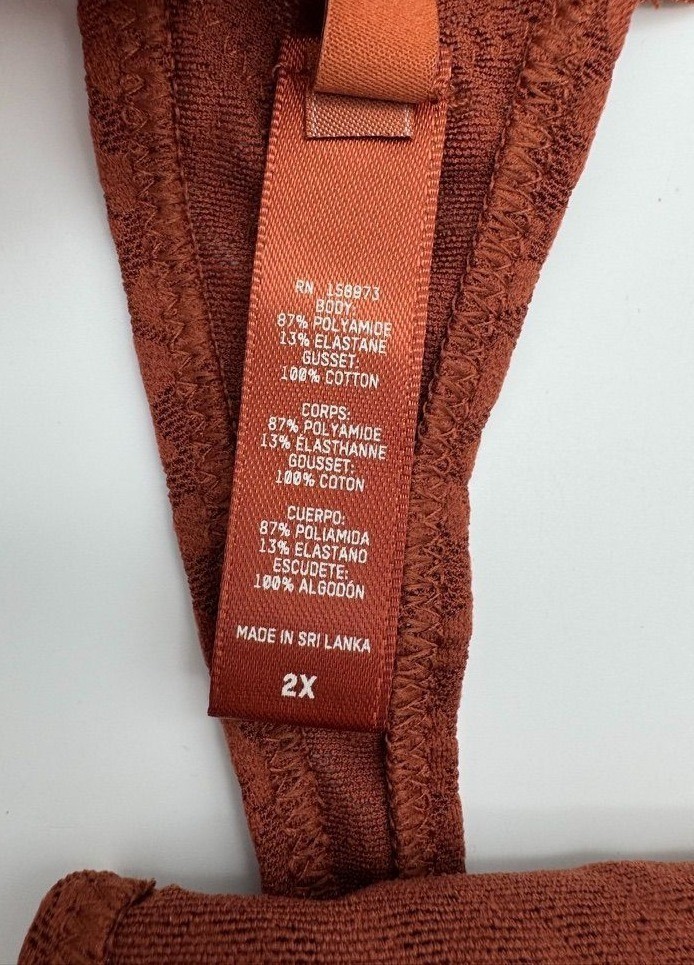 RN 158973
BODY:
87% POLYAMIDE
13% ELASTANE
GUSSET:
100% COTTON
CORPS:
87% POLYAMIDE
13% ÉLASTHANNE
GOUSSET:
100% COTON
CUERPO:
87% POLIAMIDA
13% ELASTANO
ESCUDETE:
100% ALGODÓN
MADE IN SRI LANKA
2X